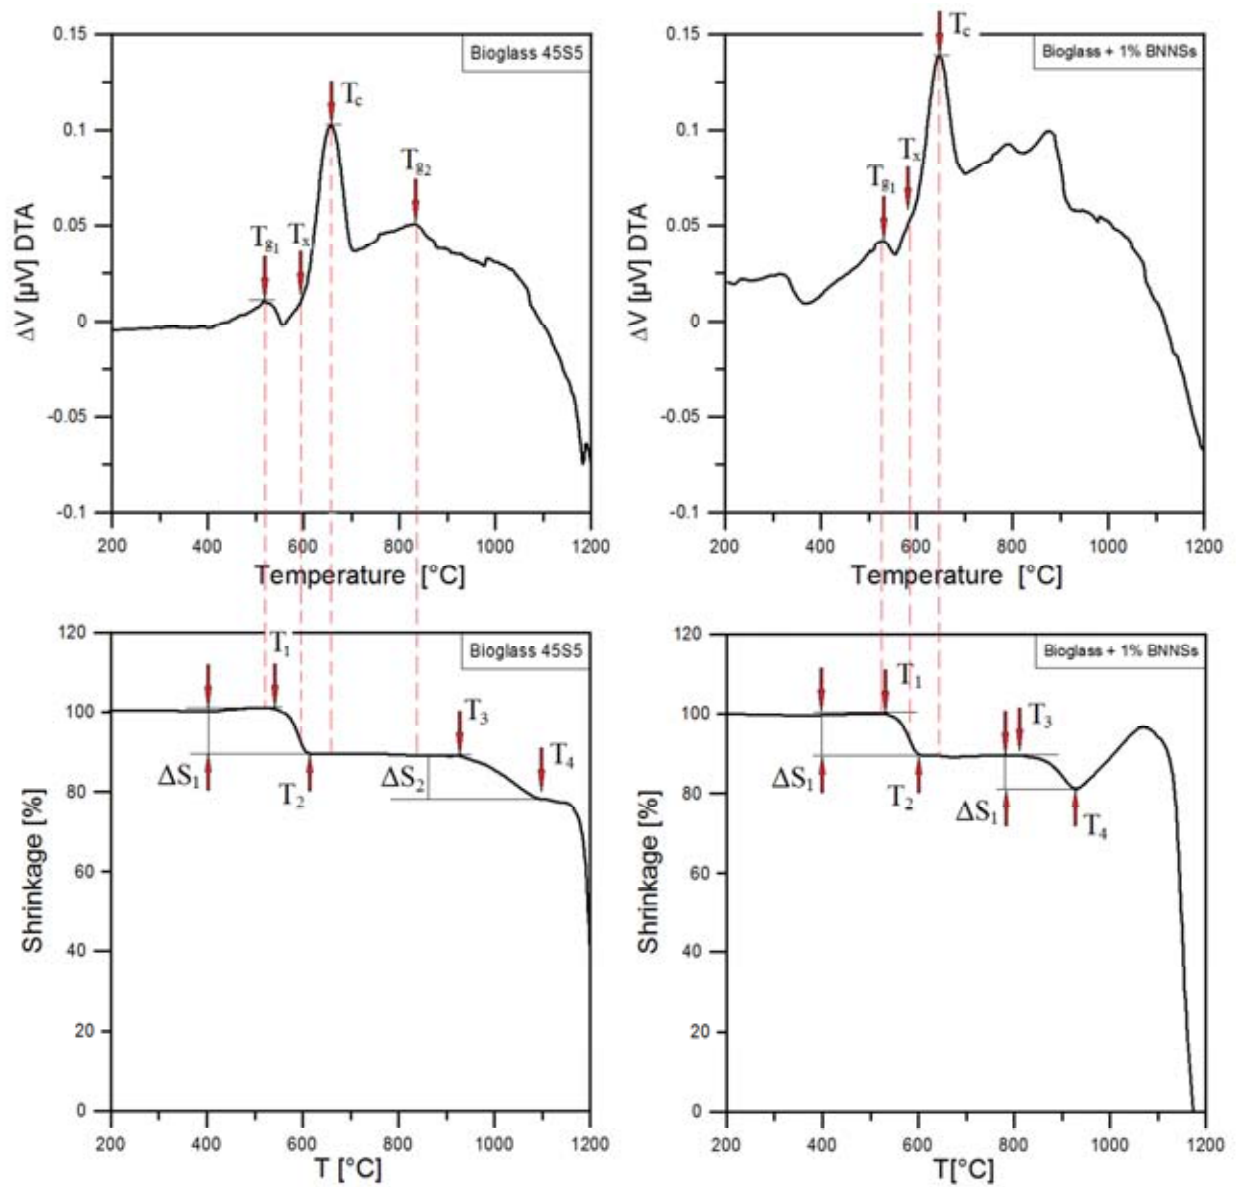 0.15
0.1
0.05
0
-0.05
-0.1
ΔV [µV] DTA
Bioglass 45S5
Tg1
Tx
Tc
Tg2
200 400 600 800 1000 1200
Temperature [°C]
0.15
0.1
0.05
0
-0.05
-0.1
ΔV [µV] DTA
Bioglass + 1% BNNSs
Tg1
Tx
Tc
200 400 600 800 1000 1200
Temperature [°C]
120
100
80
60
40
20
0
Shrinkage [%]
Bioglass 45S5
T1
T3
T4
ΔS1
T2
ΔS2
200 400 600 800 1000 1200
T [°C]
120
100
80
60
40
20
0
Shrinkage [%]
Bioglass + 1% BNNSs
T1
T3
ΔS1
T2
ΔS1
T4
200 400 600 800 1000 1200
T[°C]